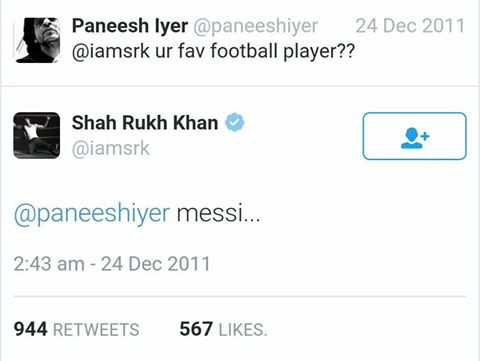 Paneesh Iyer @paneeshiyer 24 Dec 2011
@iamsrk ur fav football player??
Shah Rukh Khan
@iamsrk
@paneeshiyer messi...
2:43 am - 24 Dec 2011
944 RETWEETS 567 LIKES.